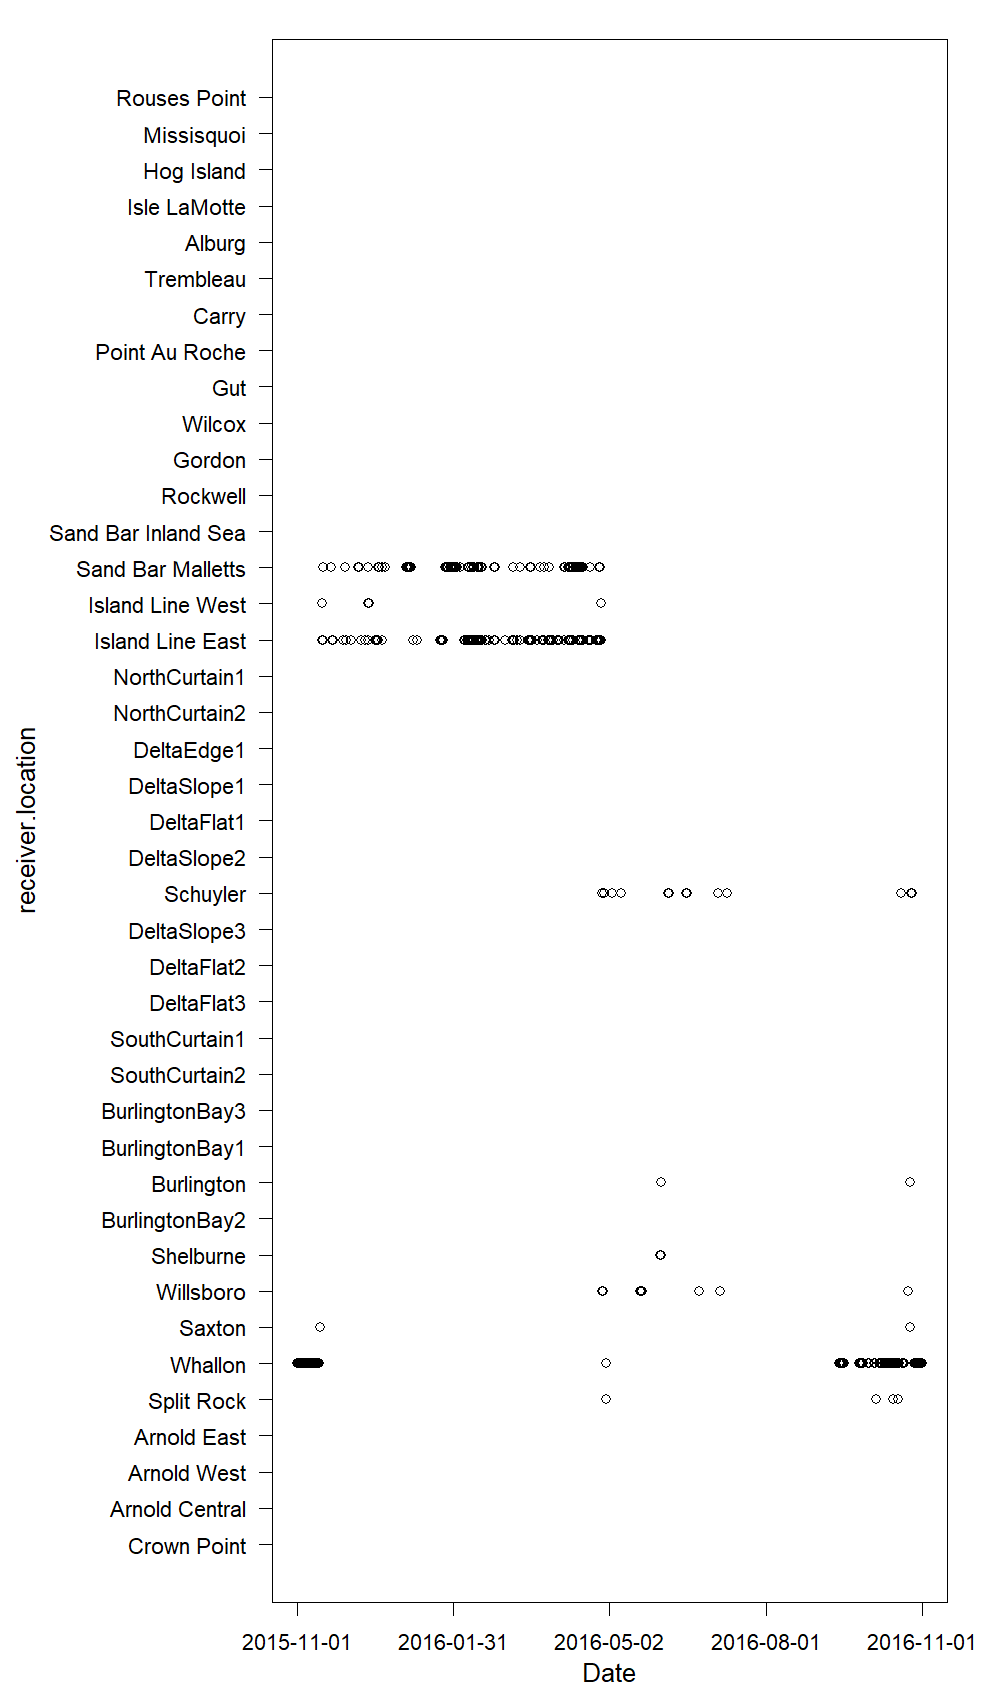 Rouses Point
Missisquoi
Hog Island
Isle LaMotte
Alburg
Trembleau
Carry
Point Au Roche
Gut
Wilcox
Gordon
Rockwell
Sand Bar Inland Sea
Sand Bar Malletts
Island Line West
Island Line East
NorthCurtain1
NorthCurtain2
DeltaEdge1
DeltaSlope1
DeltaFlat1
DeltaSlope2
Schuyler
DeltaSlope3
DeltaFlat2
DeltaFlat3
SouthCurtain1
SouthCurtain2
BurlingtonBay3
BurlingtonBay1
Burlington
BurlingtonBay2
Shelburne
Willsboro
Saxton
Whallon
Split Rock
Arnold East
Arnold West
Arnold Central
Crown Point
receiver.location
2015-11-01 2016-01-31 2016-05-02 2016-08-01 2016-11-01
Date